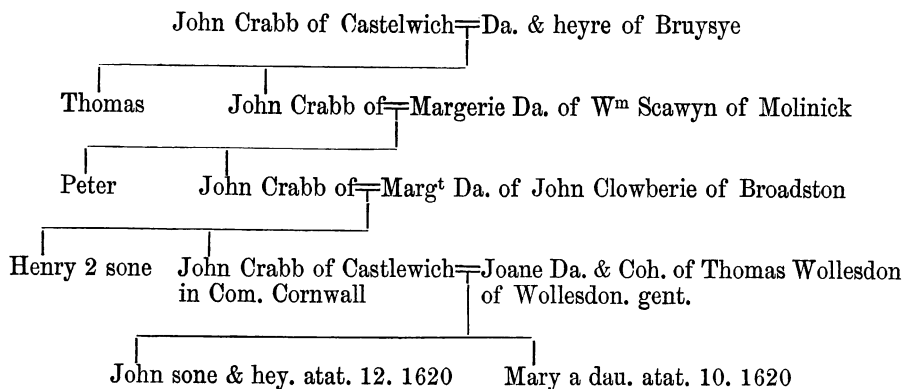 John Crabb of Castelwich Da. & heyre of Bruysye
Thomas John Crabb of Margerie Da. of Wᵐ Scawyn of Molinick
Peter John Crabb of Margᵗ Da. of John Clowberie of Broadston
Henry 2 sone John Crabb of Castlewich Joane Da. & Coh. of Thomas Wollesdon
in Com. Cornwall of Wollesdon. gent.
John sone & hey. atat. 12. 1620 Mary a dau. atat. 10. 1620